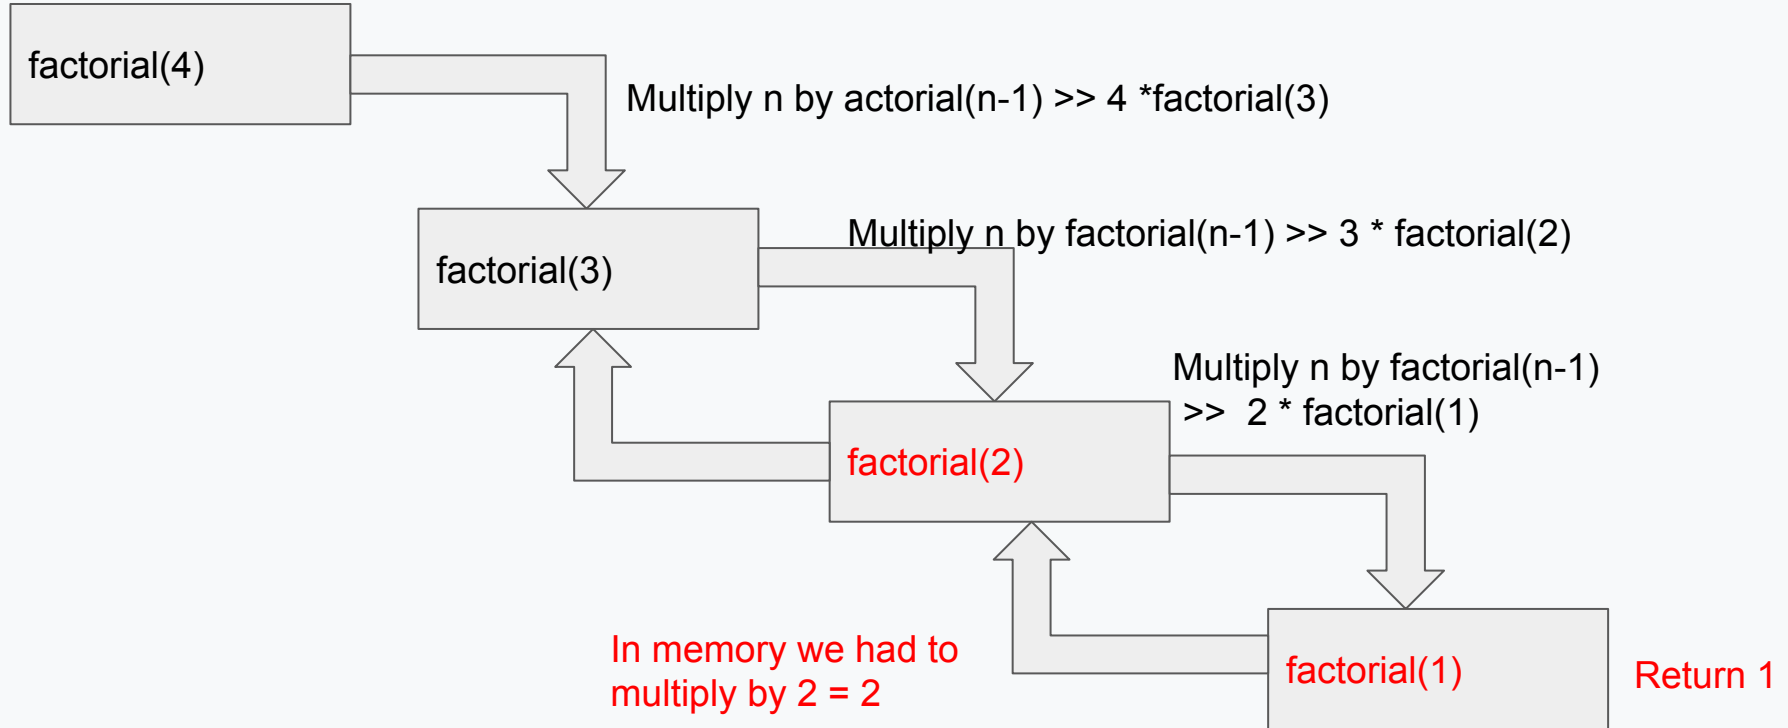 factorial(4)
Multiply n by actorial(n-1) >> 4 *factorial(3)
Multiply n by factorial(n-1) >> 3 * factorial(2)
factorial(3)
Multiply n by factorial(n-1)
>>  2 * factorial(1)
factorial(2)
In memory we had to
multiply by 2 = 2
factorial(1)
Return 1